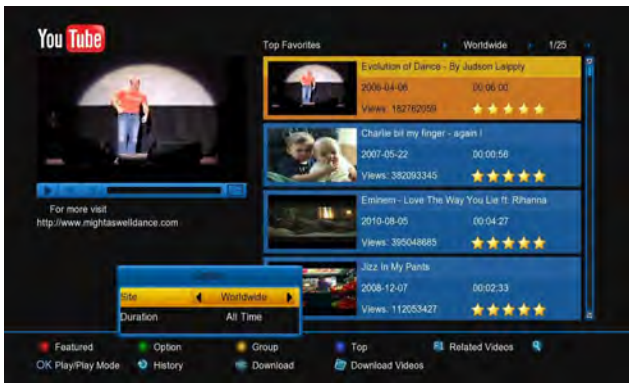 You Tube
Top Favorites Worldwide 1/25
Evolution of Dance - By Judson Laipply
2006-04-06 00:06:00
Views: 182762059
Charlie bit my finger - again !
2007-05-22 00:00:56
Views: 382093345
Eminem - Love The Way You Lie ft. Rihanna
2010-08-05 00:04:27
Views: 395048685
Jizz In My Pants
2008-12-07 00:02:33
Views: 112053427
For more visit
http://www.mightaswelldance.com
Site Worldwide
Duration All Time
Featured Option Group Top Related Videos
OK Play/Play Mode History Download Download Videos